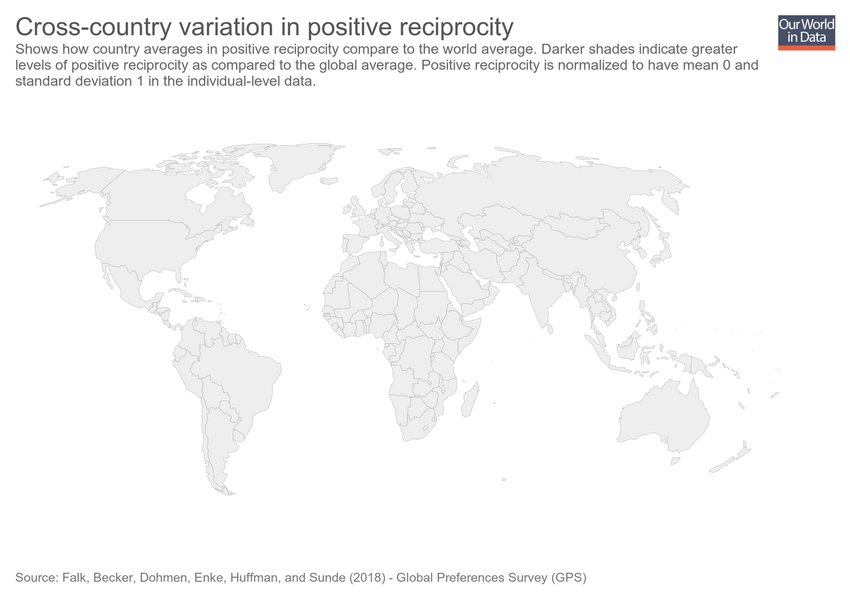 Cross-country variation in positive reciprocity
Our World
in Data
Shows how country averages in positive reciprocity compare to the world average. Darker shades indicate greater
levels of positive reciprocity as compared to the global average. Positive reciprocity is normalized to have mean 0 and
standard deviation 1 in the individual-level data.
Source: Falk, Becker, Dohmen, Enke, Huffman, and Sunde (2018) - Global Preferences Survey (GPS)